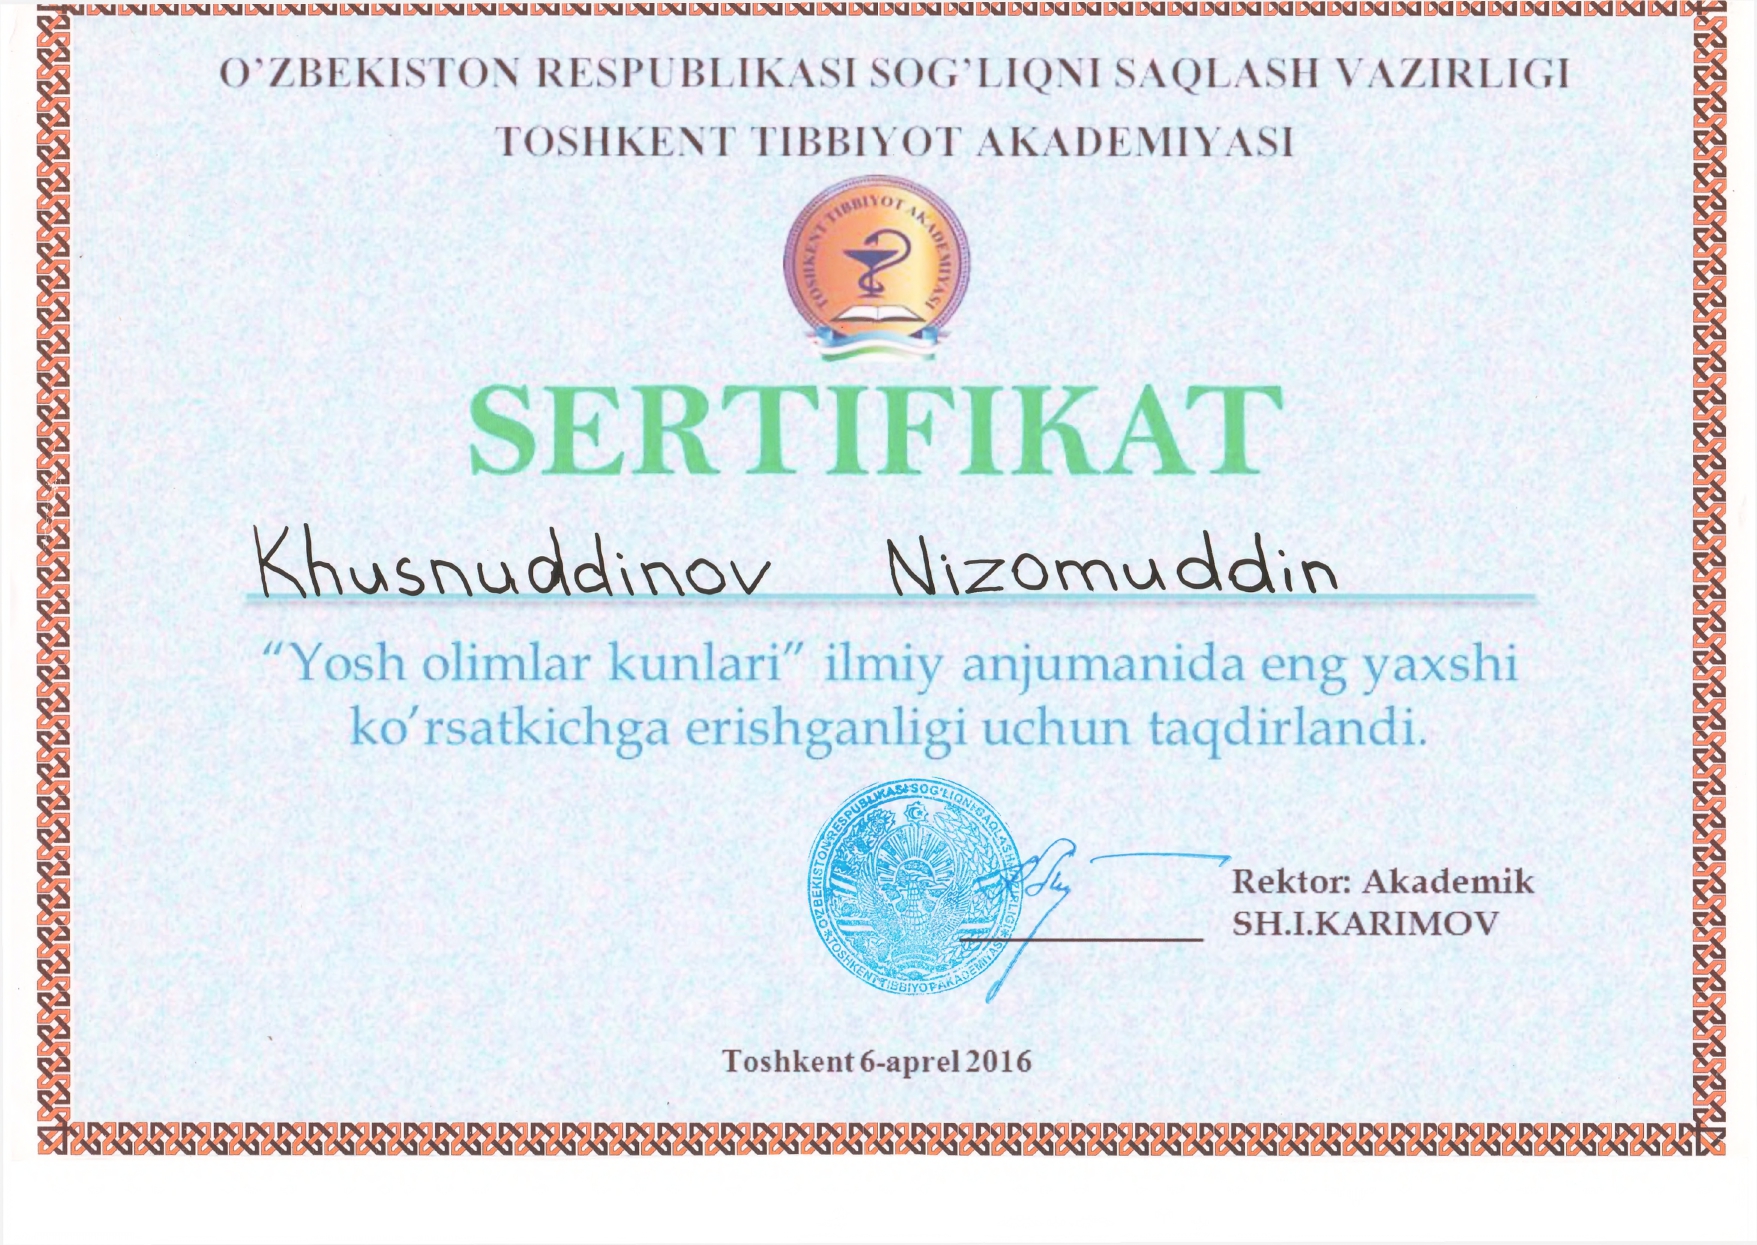 O’ZBEKISTON RESPUBLIKASI SOG’LIQNI SAQLASH VAZIRLIGI
TOSHKENT TIBBIYOT AKADEMIYASI
TOSHKENT TIBBIYOT AKADEMIYASI
SERTIFIKAT
Khusnuddinov Nizomuddin
“Yosh olimlar kunlari” ilmiy anjumanida eng yaxshi
ko’rsatkichga erishganligi uchun taqdirlandi.
O'ZBEKISTON RESPUBLIKASI SOG'LIQNI SAQLASH VAZIRLIGI
TOSHKENT TIBBIYOT AKADEMIYASI
Rektor: Akademik
SH.I.KARIMOV
Toshkent 6-aprel 2016